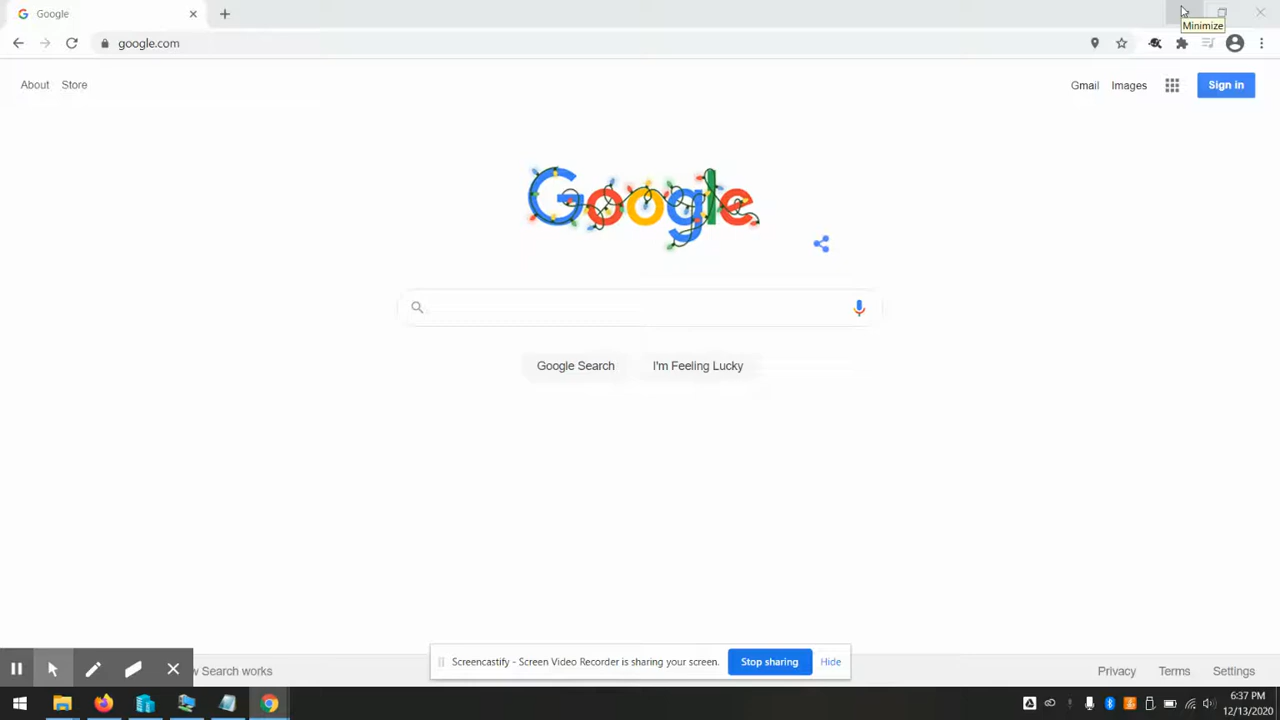 Google
Minimize
google.com
About
Store
Gmail
Images
Sign in
Google
Google Search
I'm Feeling Lucky
Screencastify - Screen Video Recorder is sharing your screen.
Stop sharing
Hide
w Search works
Privacy
Terms
Settings
6:37 PM
12/13/2020